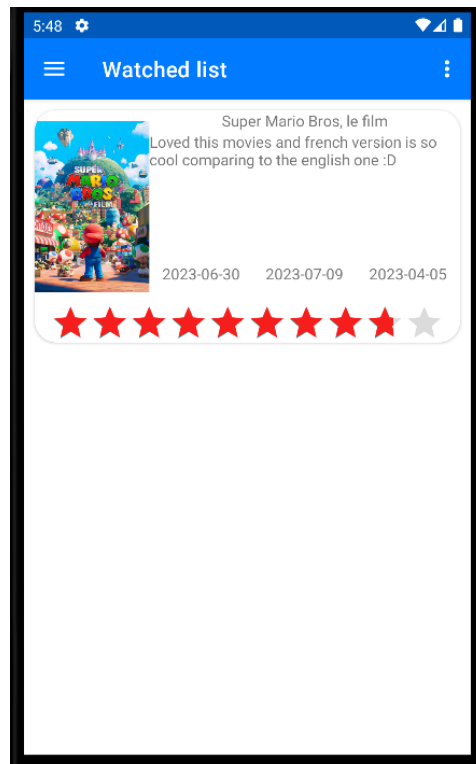 5:48
Watched list
Super Mario Bros, le film
Loved this movies and french version is so
cool comparing to the english one :D
SUPER
MARIO
BROS
LE FILM
2023-06-30 2023-07-09 2023-04-05